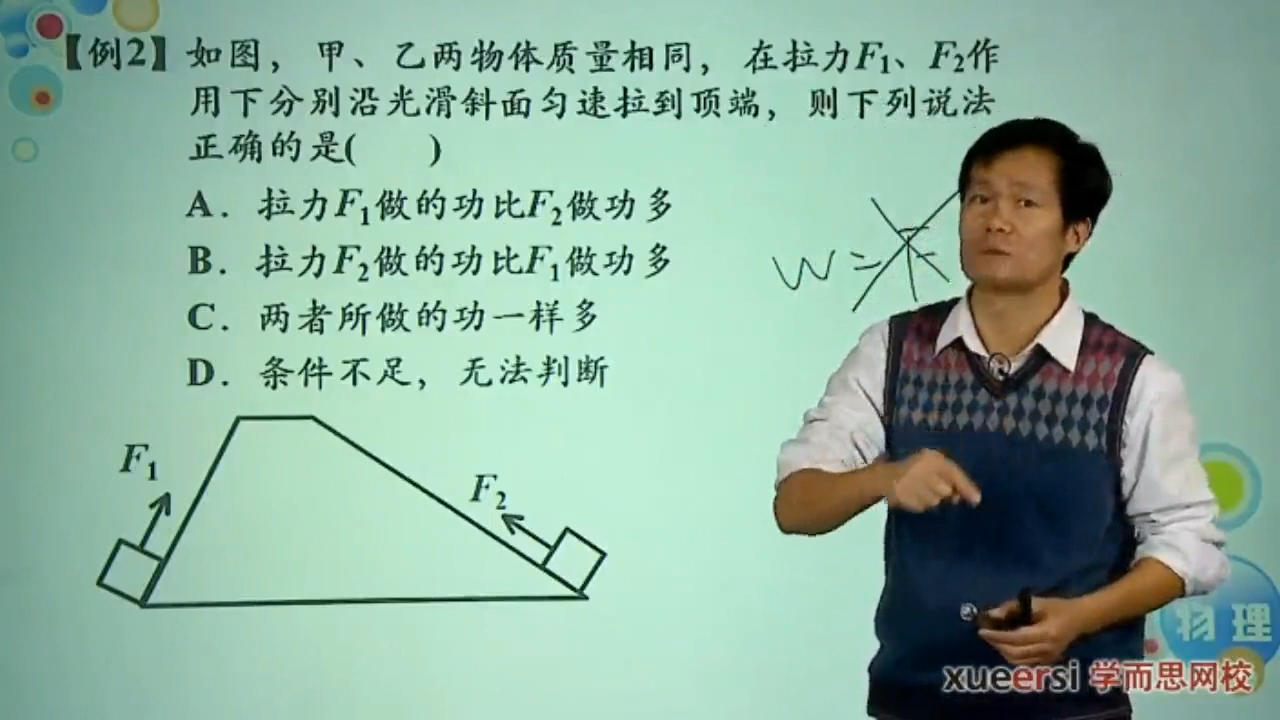 【例2】如图，甲、乙两物体质量相同，在拉力F₁、F₂作
用下分别沿光滑斜面匀速拉到顶端，则下列说法
正确的是(    )
A．拉力F₁做的功比F₂做功多
B．拉力F₂做的功比F₁做功多
C．两者所做的功一样多
D．条件不足，无法判断
W=
F₁
F₂
物理
xueersi 学而思网校